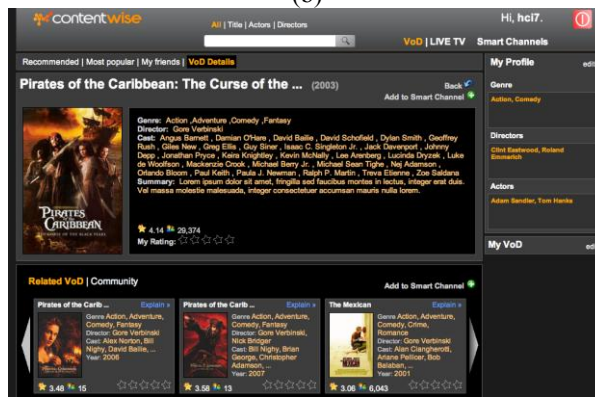 (b)
contentwise
All | Title | Actors | Directors
Hi, hci7.
VoD | LIVE TV Smart Channels
Recommended | Most popular | My friends | VoD Details
Pirates of the Caribbean: The Curse of the ... (2003)
Back
Add to Smart Channel
PIRATES
OF THE
CARIBBEAN
Genre: Action ,Adventure ,Comedy ,Fantasy
Director: Gore Verbinski
Cast: Angus Barnett , Damian O'Hare , David Bailie , David Schofield , Dylan Smith , Geoffrey
Rush , Giles New , Greg Ellis , Guy Siner , Isaac C. Singleton Jr. , Jack Davenport , Johnny
Depp , Jonathan Pryce , Keira Knightley , Kevin McNally , Lee Arenberg , Lucinda Dryzek , Luke
de Woolfson , Mackenzie Crook , Michael Berry Jr. , Michael Sean Tighe , Nej Adamson ,
Orlando Bloom , Paul Keith , Paula J. Newman , Ralph P. Martin , Treva Etienne , Zoe Saldana
Summary: Lorem ipsum dolor sit amet, fringilla sed faucibus montes in lectus, integer erat duis.
Vel massa molestie malesuada, integer consectetuer accumsan mauris nulla lorem.
4.14 29,374
My Rating:
My Profile edit
Genre
Action, Comedy
Directors
Clint Eastwood, Roland
Emmerich
Actors
Adam Sandler, Tom Hanks
My VoD edi
Related VoD | Community
Add to Smart Channel
Pirates of the Carib ... Explain »
Genre Action, Adventure,
Comedy, Fantasy
Director: Gore Verbinski
Cast: Alex Norton, Bill
Nighy, David Bailie, ...
Year: 2006
3.48 15
Pirates of the Carib ... Explain »
Genre Action, Adventure,
Comedy, Fantasy
Director: Gore Verbinski,
Nick Bridger
Cast: Bill Nighy, Brian
George, Christopher
Adamson, ...
Year: 2007
3.58 13
The Mexican Explain »
Genre Action, Adventure,
Comedy, Crime,
Romance
Director: Gore Verbinski
Cast: Alan Ciangherotti,
Ariane Pellicer, Bob
Balaban, ...
Year: 2001
3.06 6,043